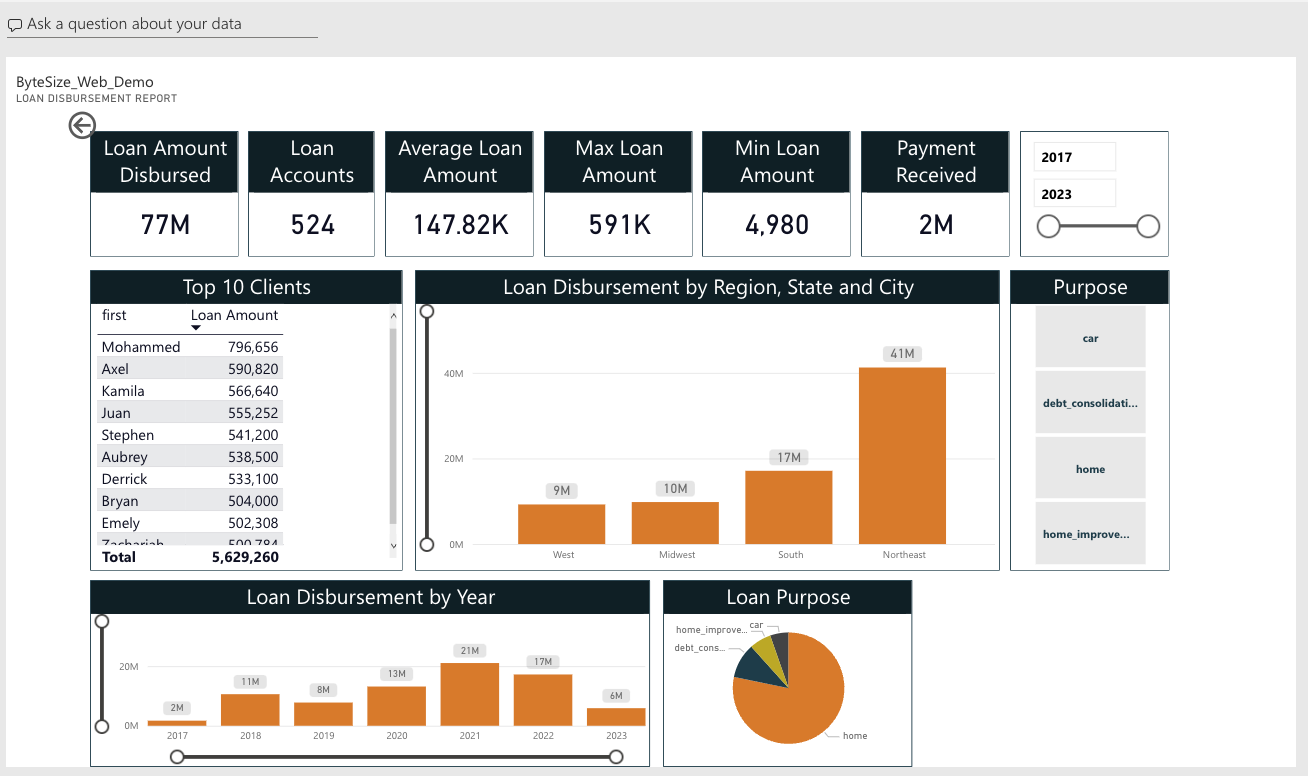 Ask a question about your data
ByteSize_Web_Demo
LOAN DISBURSEMENT REPORT
Loan Amount
Disbursed
77M
Loan
Accounts
524
Average Loan
Amount
147.82K
Max Loan
Amount
591K
Min Loan
Amount
4,980
Payment
Received
2M
2017
2023
Top 10 Clients
first Loan Amount
Mohammed 796,656
Axel 590,820
Kamila 566,640
Juan 555,252
Stephen 541,200
Aubrey 538,500
Derrick 533,100
Bryan 504,000
Emely 502,308
Zachariah 500,784
Total 5,629,260
Loan Disbursement by Region, State and City
41M
40M
17M
20M
10M
9M
0M
West Midwest South Northeast
Purpose
car
debt_consolidati...
home
home_improve...
Loan Disbursement by Year
21M
17M
20M
13M
11M
8M
6M
2M
0M
2017 2018 2019 2020 2021 2022 2023
Loan Purpose
car
home_improve...
debt_cons...
home